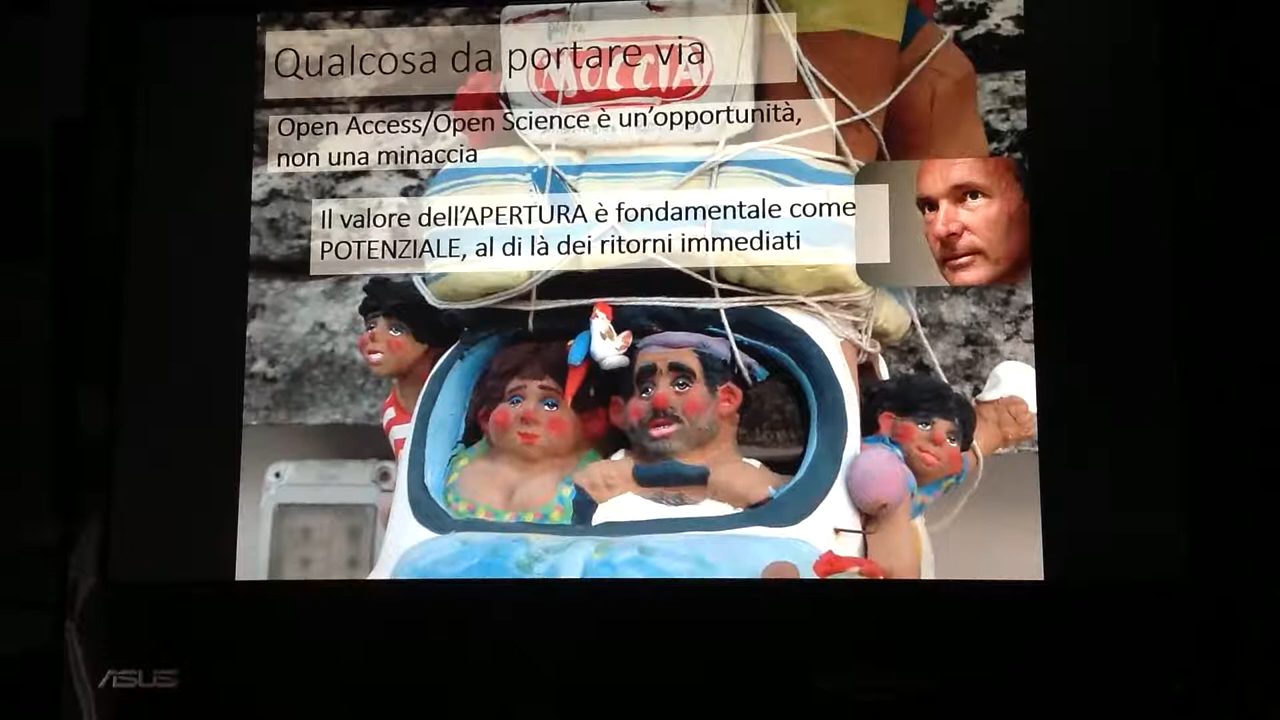 Qualcosa da portare via
MUCCIA
Open Access/Open Science è un'opportunità,
non una minaccia
Il valore dell'APERTURA è fondamentale come
POTENZIALE, al di là dei ritorni immediati
ASUS